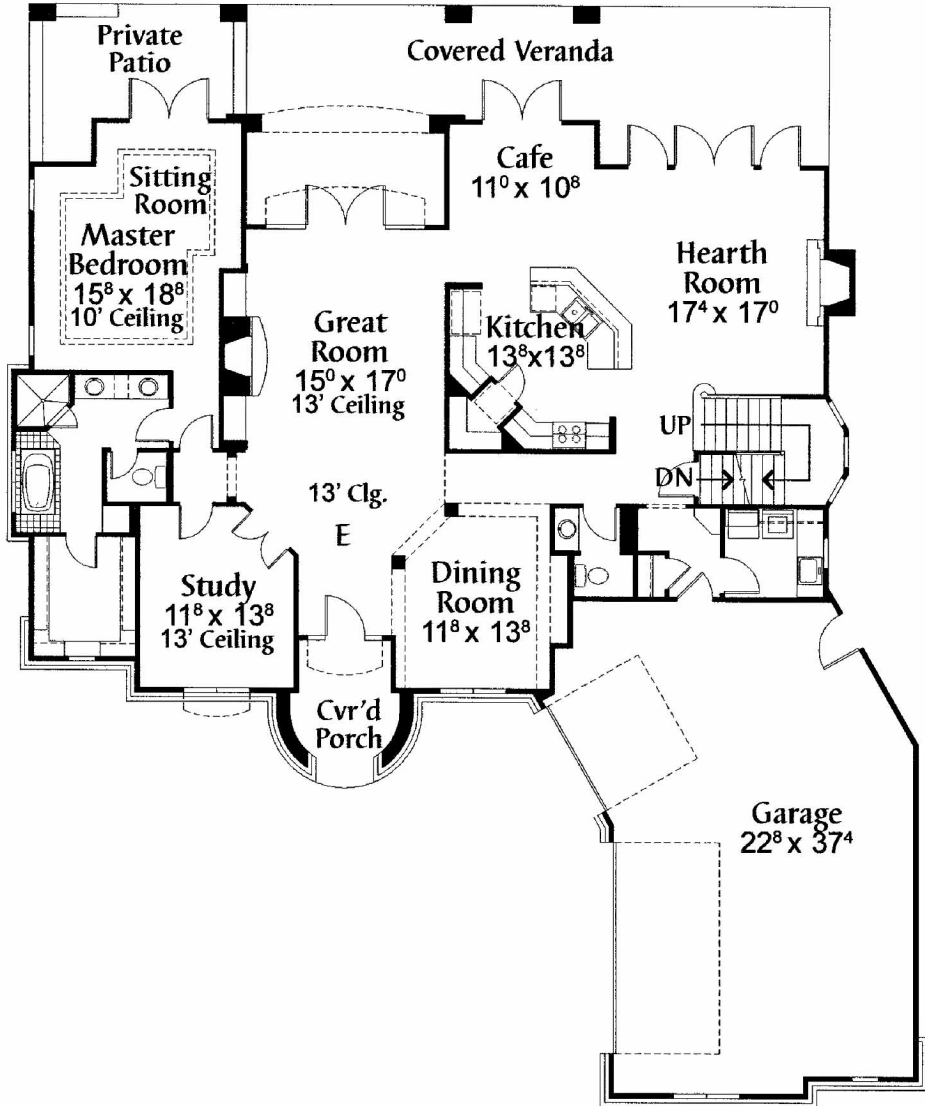 Private
Patio
Covered Veranda
Sitting
Room
Master
Bedroom
15⁸ x 18⁸
10' Ceiling
Cafe
11⁰ x 10⁸
Hearth
Room
17⁴ x 17⁰
Great
Room
15⁰ x 17⁰
13' Ceiling
Kitchen
13⁸x13⁸
UP
DN
13' Clg.
E
Study
11⁸ x 13⁸
13' Ceiling
Dining
Room
11⁸ x 13⁸
Cvr'd
Porch
Garage
22⁸ x 37⁴